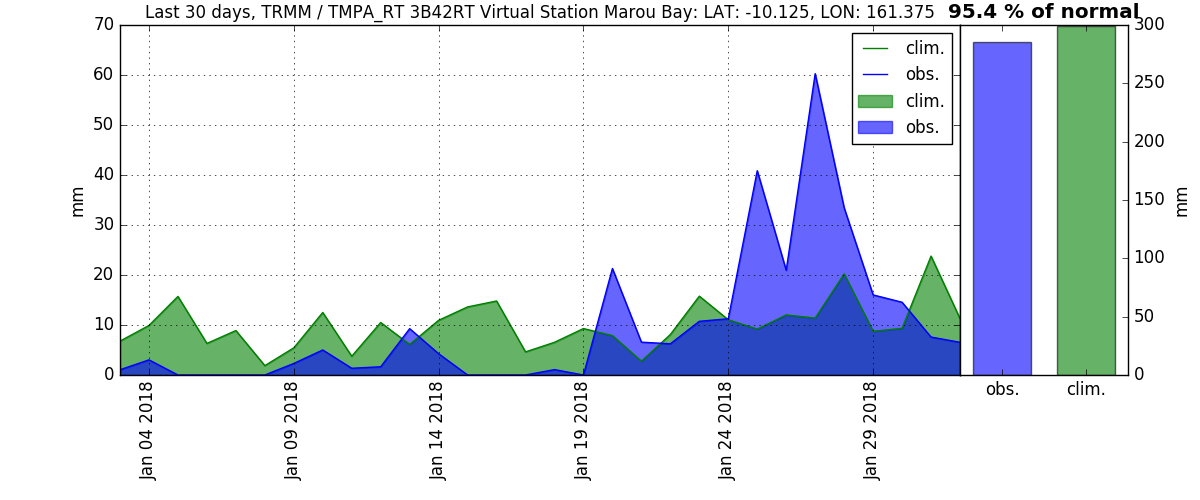 Last 30 days, TRMM / TMPA_RT 3B42RT Virtual Station Marou Bay: LAT: -10.125, LON: 161.375 95.4 % of normal
70
60
50
40
30
20
10
0
mm
clim.
obs.
clim.
obs.
Jan 04 2018
Jan 09 2018
Jan 14 2018
Jan 19 2018
Jan 24 2018
Jan 29 2018
300
250
200
150
100
50
0
mm
obs.
clim.